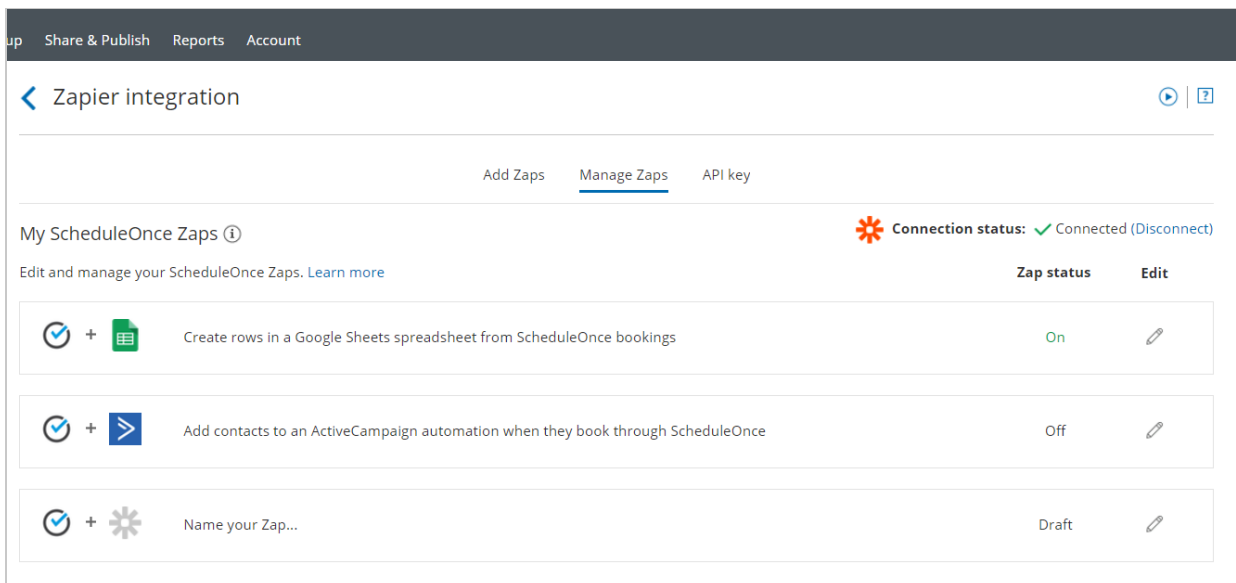 up Share & Publish Reports Account
Zapier integration
?
Add Zaps Manage Zaps API key
My ScheduleOnce Zaps i
Connection status: Connected (Disconnect)
Edit and manage your ScheduleOnce Zaps. Learn more
Zap status Edit
+ Create rows in a Google Sheets spreadsheet from ScheduleOnce bookings On
+ Add contacts to an ActiveCampaign automation when they book through ScheduleOnce Off
+ Name your Zap... Draft